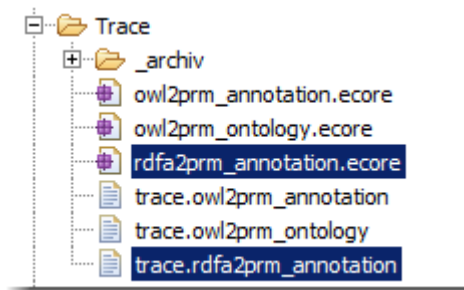 Trace
_archiv
owl2prm_annotation.ecore
owl2prm_ontology.ecore
rdfa2prm_annotation.ecore
trace.owl2prm_annotation
trace.owl2prm_ontology
trace.rdfa2prm_annotation